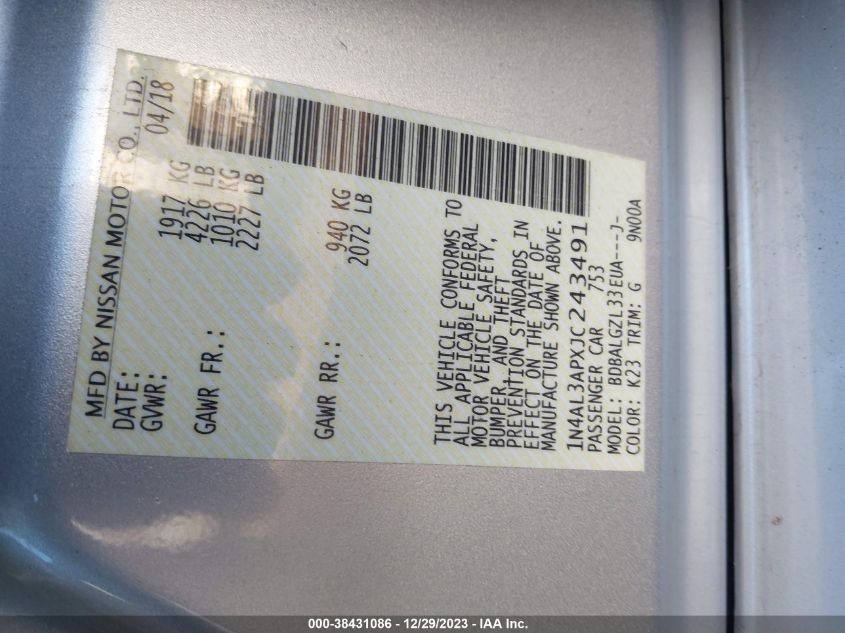 MFD BY NISSAN MOTOR CO., LTD.
DATE: 04/18
GVWR: 1917 KG
4226 LB
GAWR FR.: 1010 KG
2227 LB
GAWR RR.: 940 KG
2072 LB
THIS VEHICLE CONFORMS TO
ALL APPLICABLE FEDERAL
MOTOR VEHICLE SAFETY,
BUMPER, AND THEFT
PREVENTION STANDARDS IN
EFFECT ON THE DATE OF
MANUFACTURE SHOWN ABOVE.
1N4AL3APXJC243491
PASSENGER CAR 753
MODEL: BDBALGZL33EUA---J-
COLOR: K23 TRIM: G 9N00A
000-38431086 - 12/29/2023 - IAA Inc.